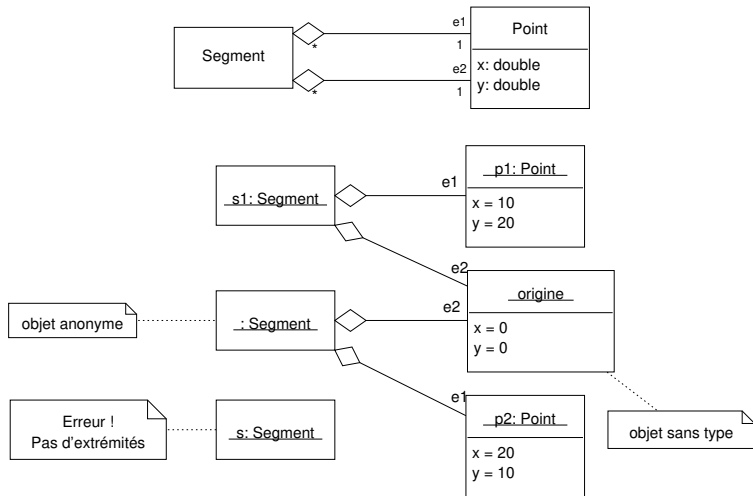 Segment
*
e1
1
*
e2
1
Point
x: double
y: double
s1: Segment
e1
p1: Point
x = 10
y = 20
e2
objet anonyme
: Segment
e2
origine
x = 0
y = 0
Erreur !
Pas d'extrémités
s: Segment
e1
p2: Point
x = 20
y = 10
objet sans type